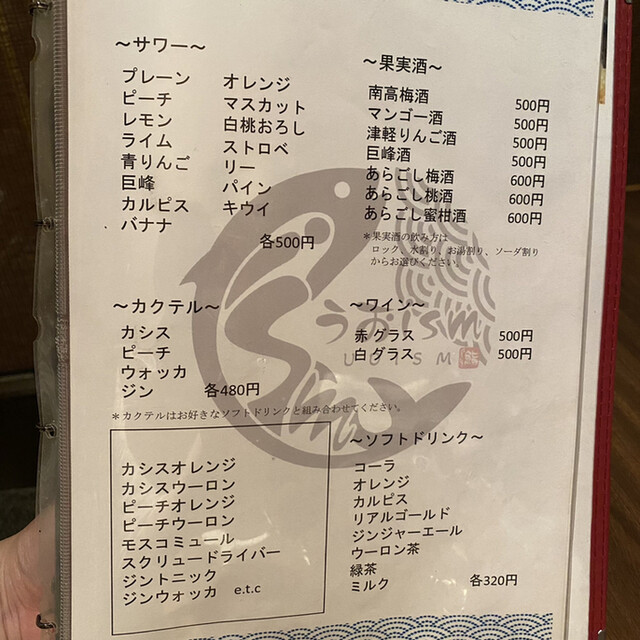 ～サワー～
プレーン
ピーチ
レモン
ライム
青りんご
巨峰
カルピス
バナナ
オレンジ
マスカット
白桃おろし
ストロベ
リー
パイン
キウイ
各500円
～果実酒～
南高梅酒 500円
マンゴー酒 500円
津軽りんご酒 500円
巨峰酒 500円
あらごし梅酒 600円
あらごし桃酒 600円
あらごし蜜柑酒 600円
＊果実酒の飲み方は
ロック、水割り、お湯割り、ソーダ割り
からお選びください。
～カクテル～
カシス
ピーチ
ウォッカ
ジン 各480円
＊カクテルはお好きなソフトドリンクと組み合わせてください。
～ワイン～
赤 グラス 500円
白 グラス 500円
うおism
UOISM
カシスオレンジ
カシスウーロン
ピーチオレンジ
ピーチウーロン
モスコミュール
スクリュードライバー
ジントニック
ジンウォッカ e.t.c
～ソフトドリンク～
コーラ
オレンジ
カルピス
リアルゴールド
ジンジャーエール
ウーロン茶
緑茶
ミルク 各320円